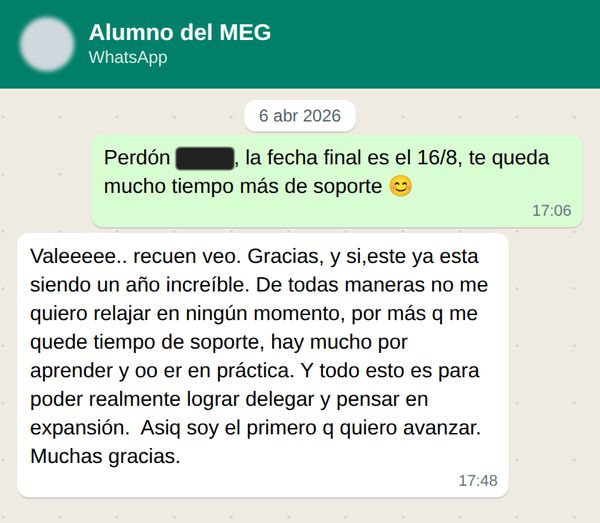 Alumno del MEG
WhatsApp
6 abr 2026
Perdón , la fecha final es el 16/8, te queda
mucho tiempo más de soporte 😊
17:06
Valeeeee.. recuen veo. Gracias, y si,este ya esta
siendo un año increíble. De todas maneras no me
quiero relajar en ningún momento, por más q me
quede tiempo de soporte, hay mucho por
aprender y oo er en práctica. Y todo esto es para
poder realmente lograr delegar y pensar en
expansión.  Asiq soy el primero q quiero avanzar.
Muchas gracias.
17:48